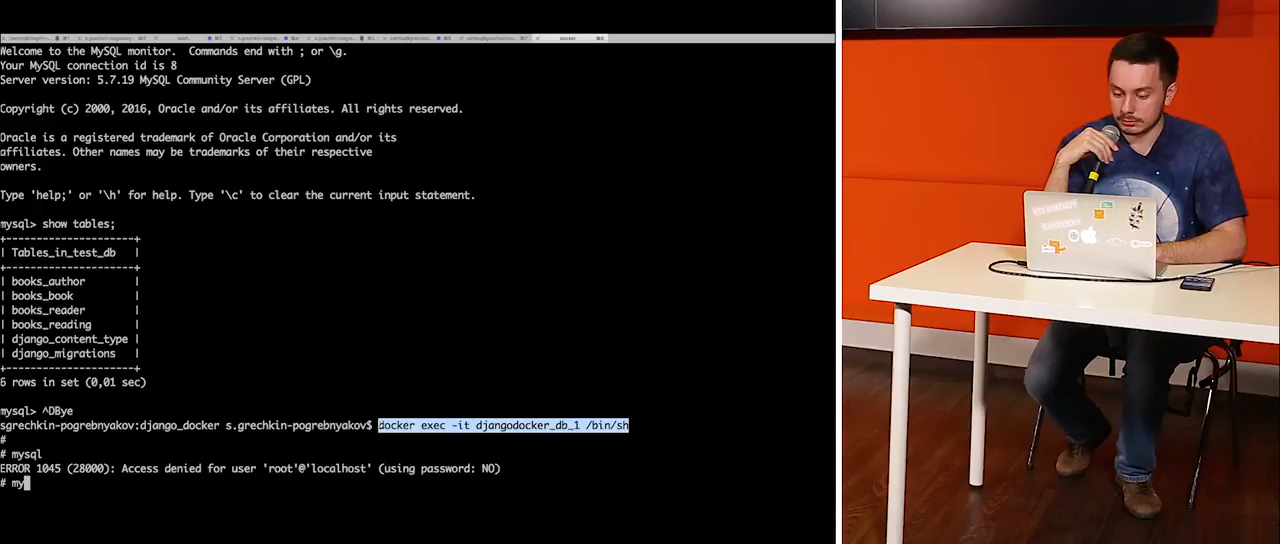 docker
Welcome to the MySQL monitor.  Commands end with ; or \g.
Your MySQL connection id is 8
Server version: 5.7.19 MySQL Community Server (GPL)
Copyright (c) 2000, 2016, Oracle and/or its affiliates. All rights reserved.
Oracle is a registered trademark of Oracle Corporation and/or its
affiliates. Other names may be trademarks of their respective
owners.
Type 'help;' or '\h' for help. Type '\c' to clear the current input statement.
mysql> show tables;
+---------------------+
| Tables_in_test_db   |
+---------------------+
| books_author        |
| books_book          |
| books_reader        |
| books_reading       |
| django_content_type |
| django_migrations   |
+---------------------+
6 rows in set (0,01 sec)
mysql> ^DBye
sgrechkin-pogrebnyakov:django_docker s.grechkin-pogrebnyakov$ docker exec -it djangodocker_db_1 /bin/sh
#
# mysql
ERROR 1045 (28000): Access denied for user 'root'@'localhost' (using password: NO)
# my